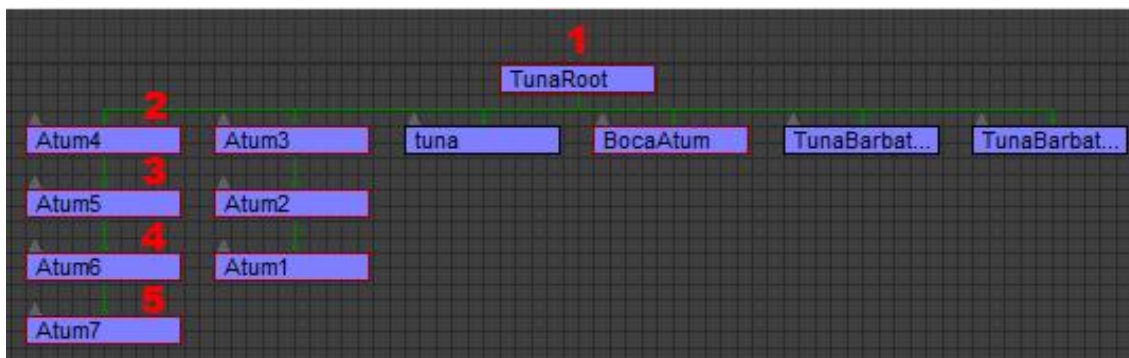 1
TunaRoot
2
Atum4 Atum3 tuna BocaAtum TunaBarbat... TunaBarbat...
3
Atum5 Atum2
4
Atum6 Atum1
5
Atum7